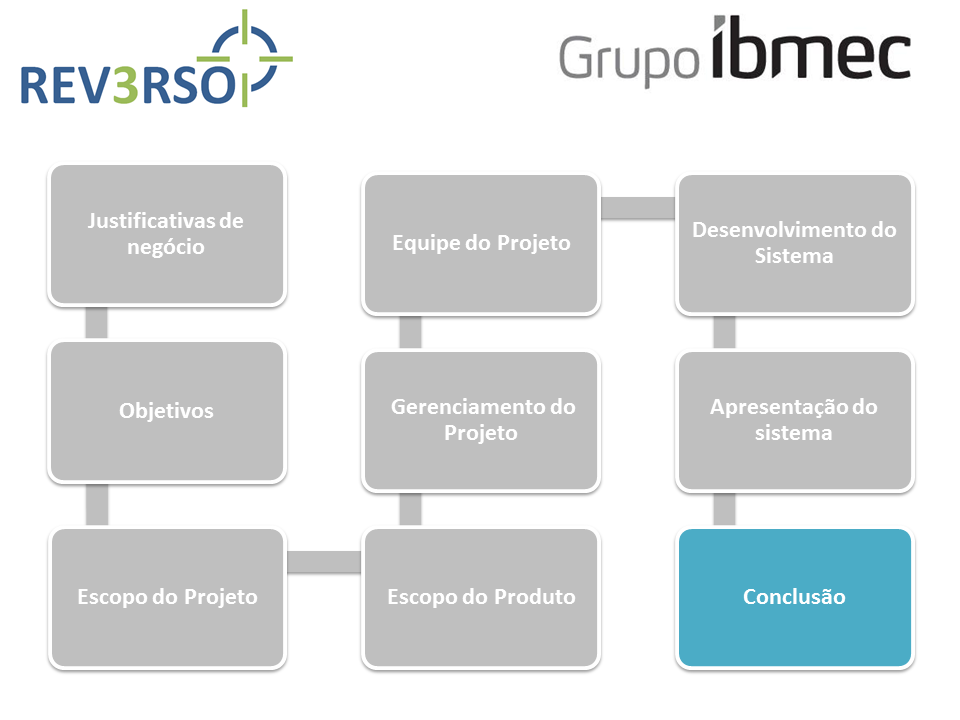 REV3RSO
Grupo ibmec
Justificativas de
negócio
Objetivos
Escopo do Projeto
Escopo do Produto
Gerenciamento do
Projeto
Equipe do Projeto
Desenvolvimento do
Sistema
Apresentação do
sistema
Conclusão